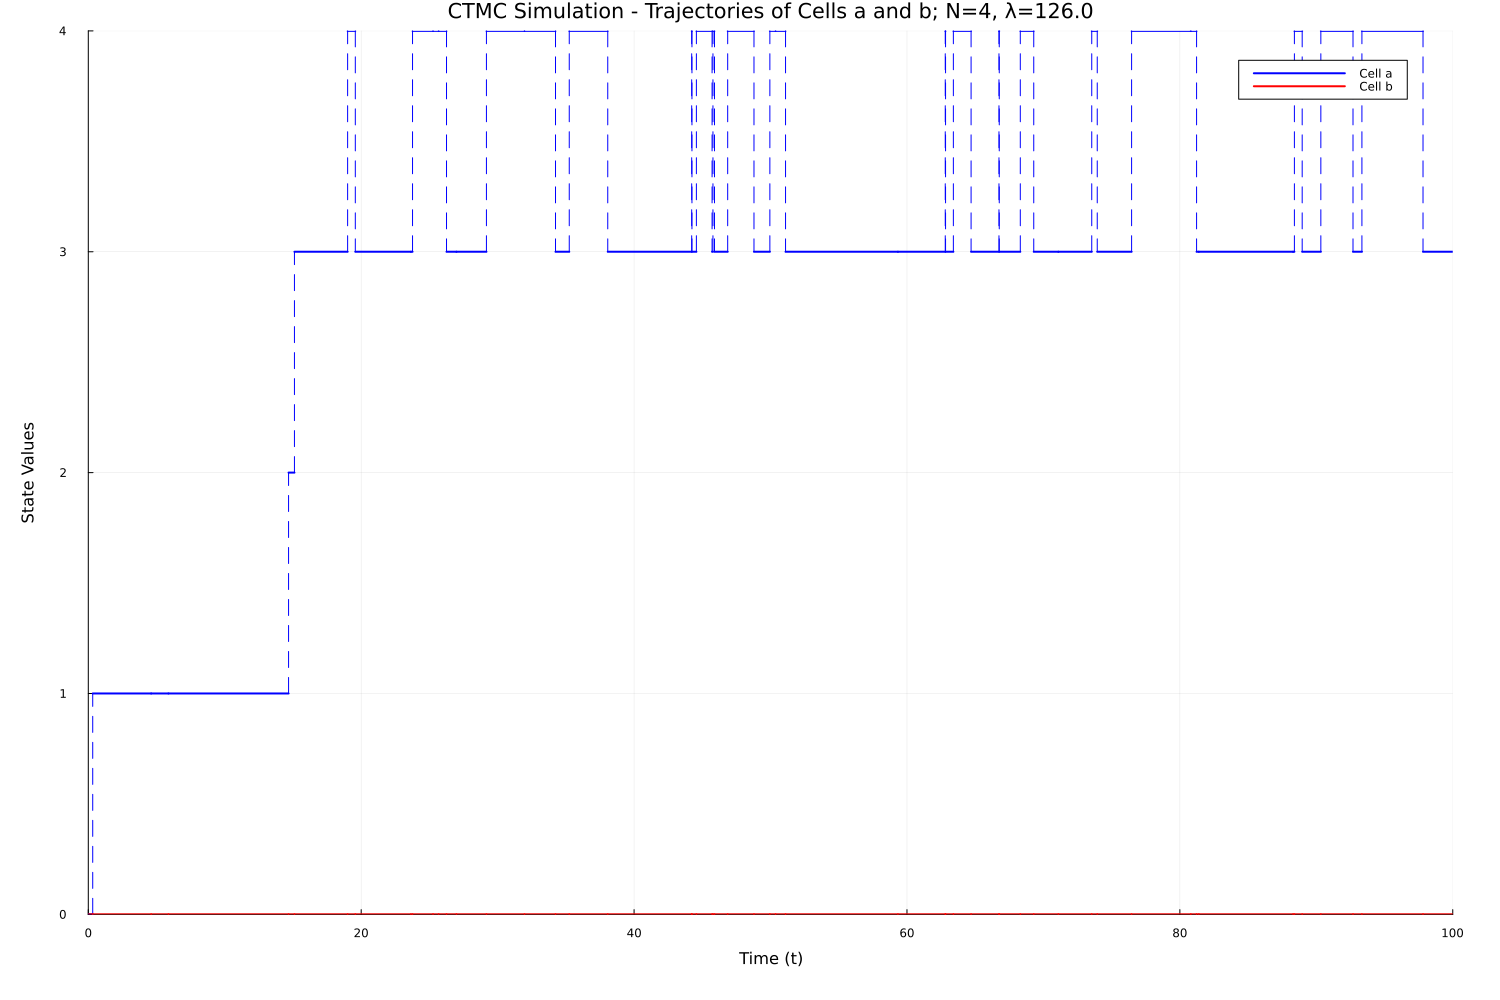 CTMC Simulation - Trajectories of Cells a and b; N=4, λ=126.0
4
Cell a
Cell b
3
State Values
2
1
0
0 20 40 60 80 100
Time (t)